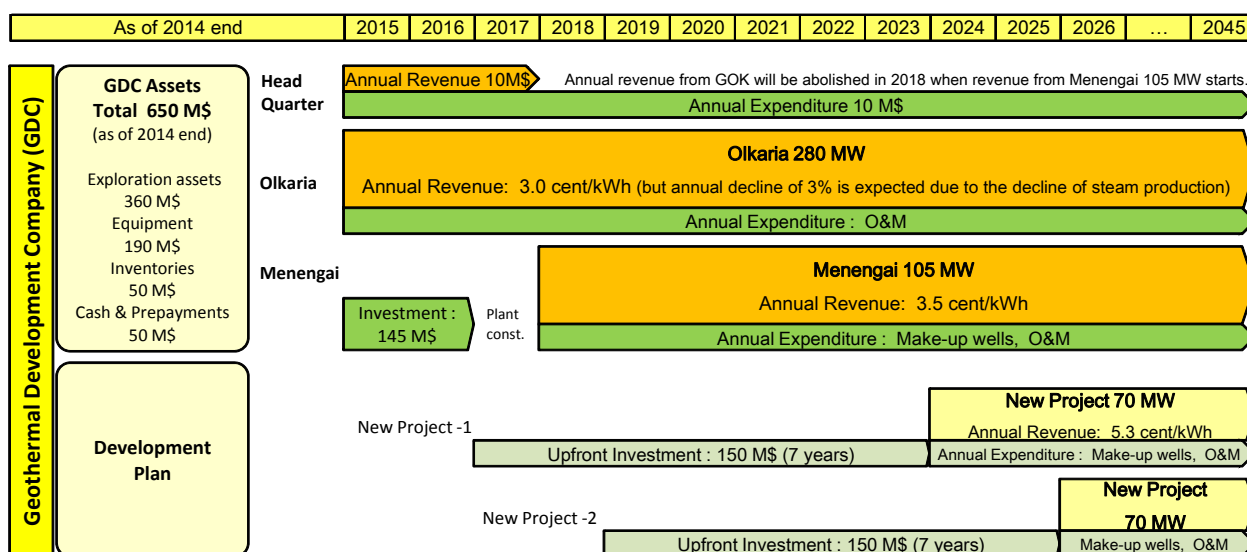 As of 2014 end 2015 2016 2017 2018 2019 2020 2021 2022 2023 2024 2025 2026 … 2045
Geothermal Development Company (GDC)
GDC Assets
Total 650 M$
(as of 2014 end)
Exploration assets
360 M$
Equipment
190 M$
Inventories
50 M$
Cash & Prepayments
50 M$
Head
Quarter
Annual Revenue 10M$
Annual revenue from GOK will be abolished in 2018 when revenue from Menengai 105 MW starts.
Annual Expenditure 10 M$
Olkaria
Olkaria 280 MW
Annual Revenue: 3.0 cent/kWh (but annual decline of 3% is expected due to the decline of steam production)
Annual Expenditure : O&M
Menengai
Investment :
145 M$
Plant
const.
Menengai 105 MW
Annual Revenue: 3.5 cent/kWh
Annual Expenditure : Make-up wells, O&M
Development
Plan
New Project -1
New Project 70 MW
Annual Revenue: 5.3 cent/kWh
Upfront Investment : 150 M$ (7 years)
Annual Expenditure : Make-up wells, O&M
New Project -2
New Project
70 MW
Upfront Investment : 150 M$ (7 years)
Make-up wells, O&M